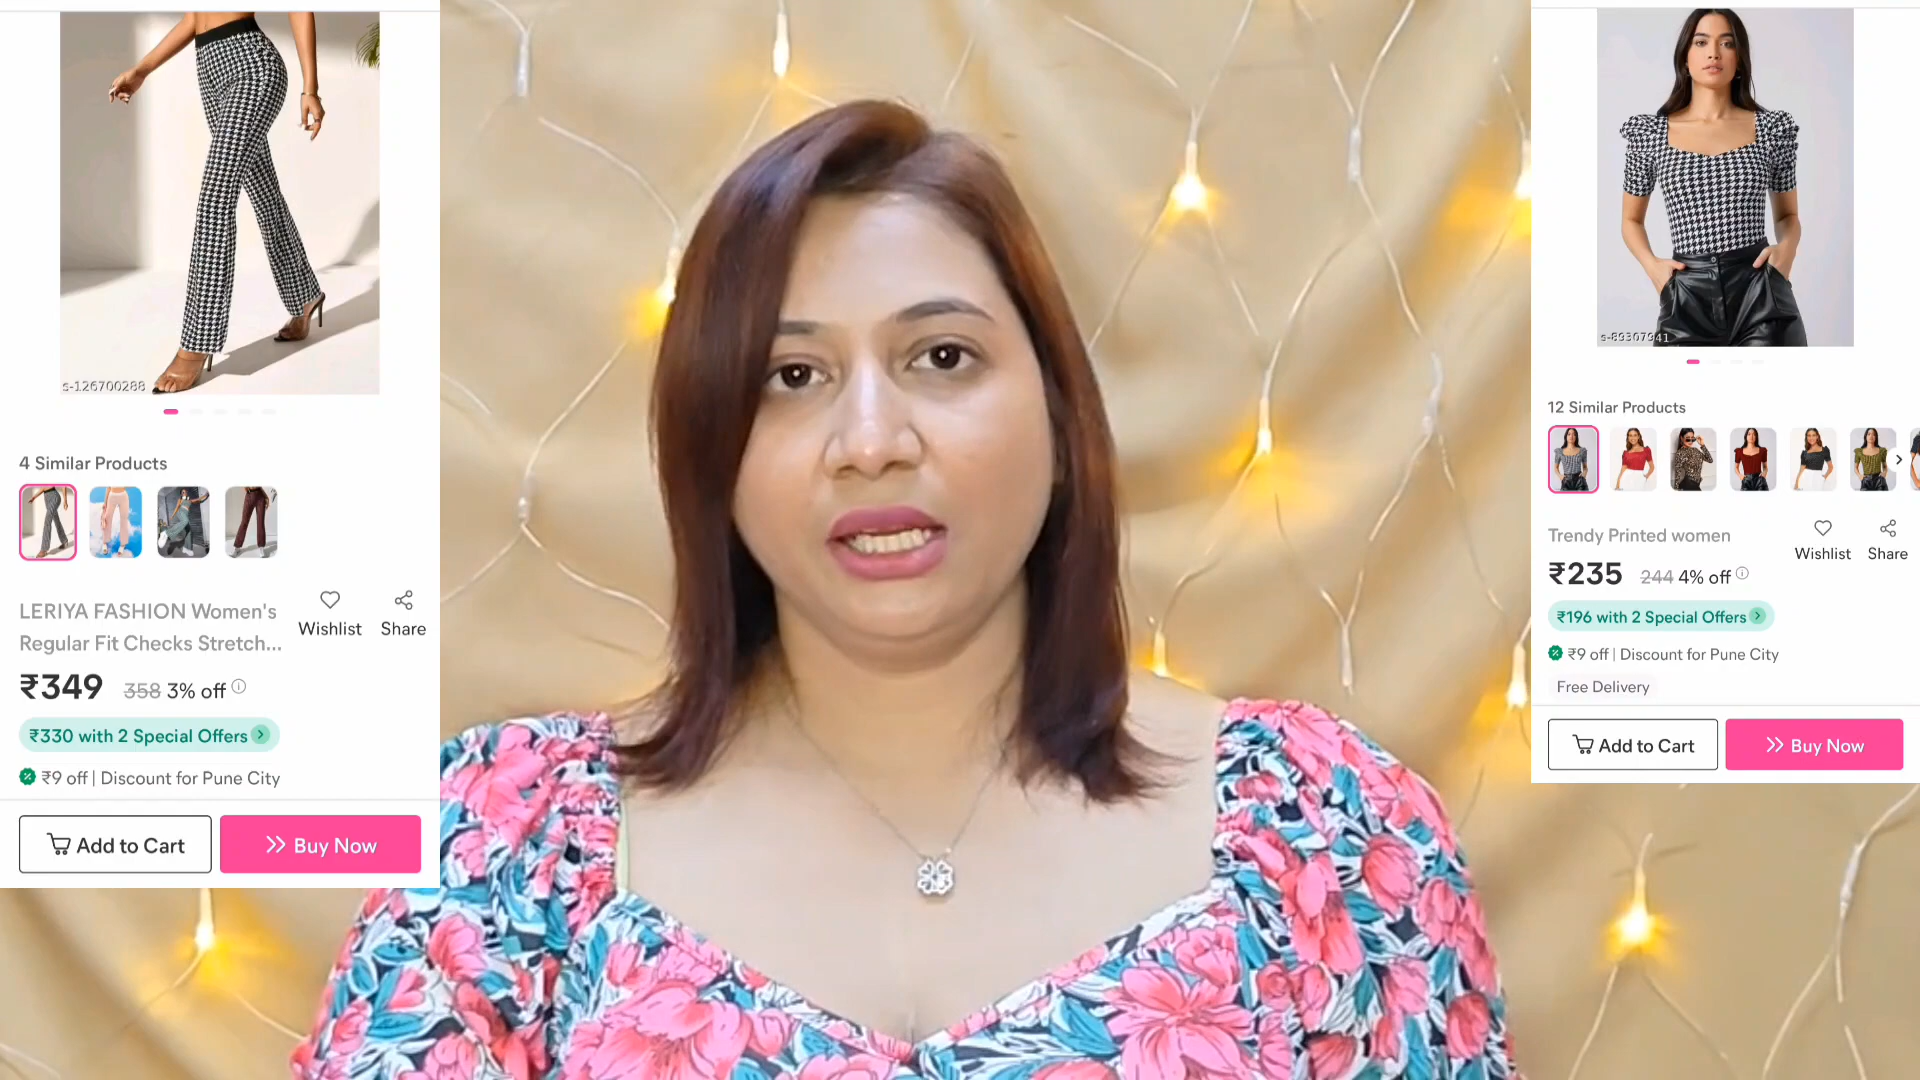 s-126700288
4 Similar Products
LERIYA FASHION Women's
Regular Fit Checks Stretch...
Wishlist
Share
₹349 358 3% off
₹330 with 2 Special Offers
₹9 off | Discount for Pune City
Add to Cart
Buy Now
s-89307941
12 Similar Products
Trendy Printed women
Wishlist
Share
₹235 244 4% off
₹196 with 2 Special Offers
₹9 off | Discount for Pune City
Free Delivery
Add to Cart
Buy Now